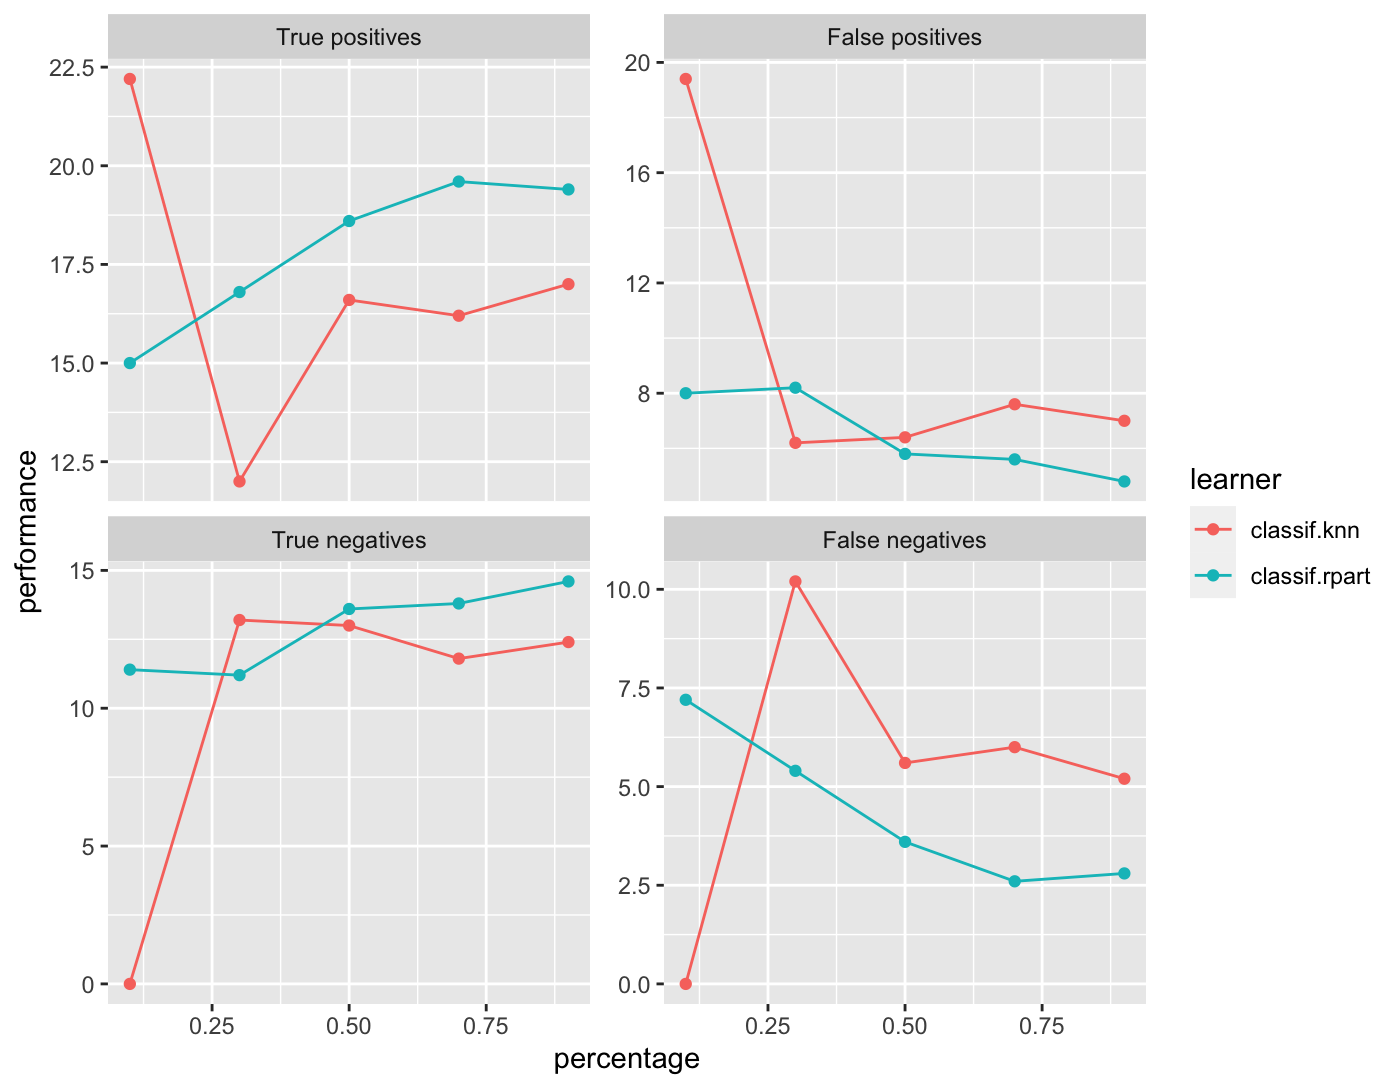 True positives
False positives
22.5
20.0
17.5
15.0
12.5
20
16
12
8
True negatives
False negatives
15
10
5
0
10.0
7.5
5.0
2.5
0.0
0.25 0.50 0.75
0.25 0.50 0.75
percentage
performance
learner
classif.knn
classif.rpart